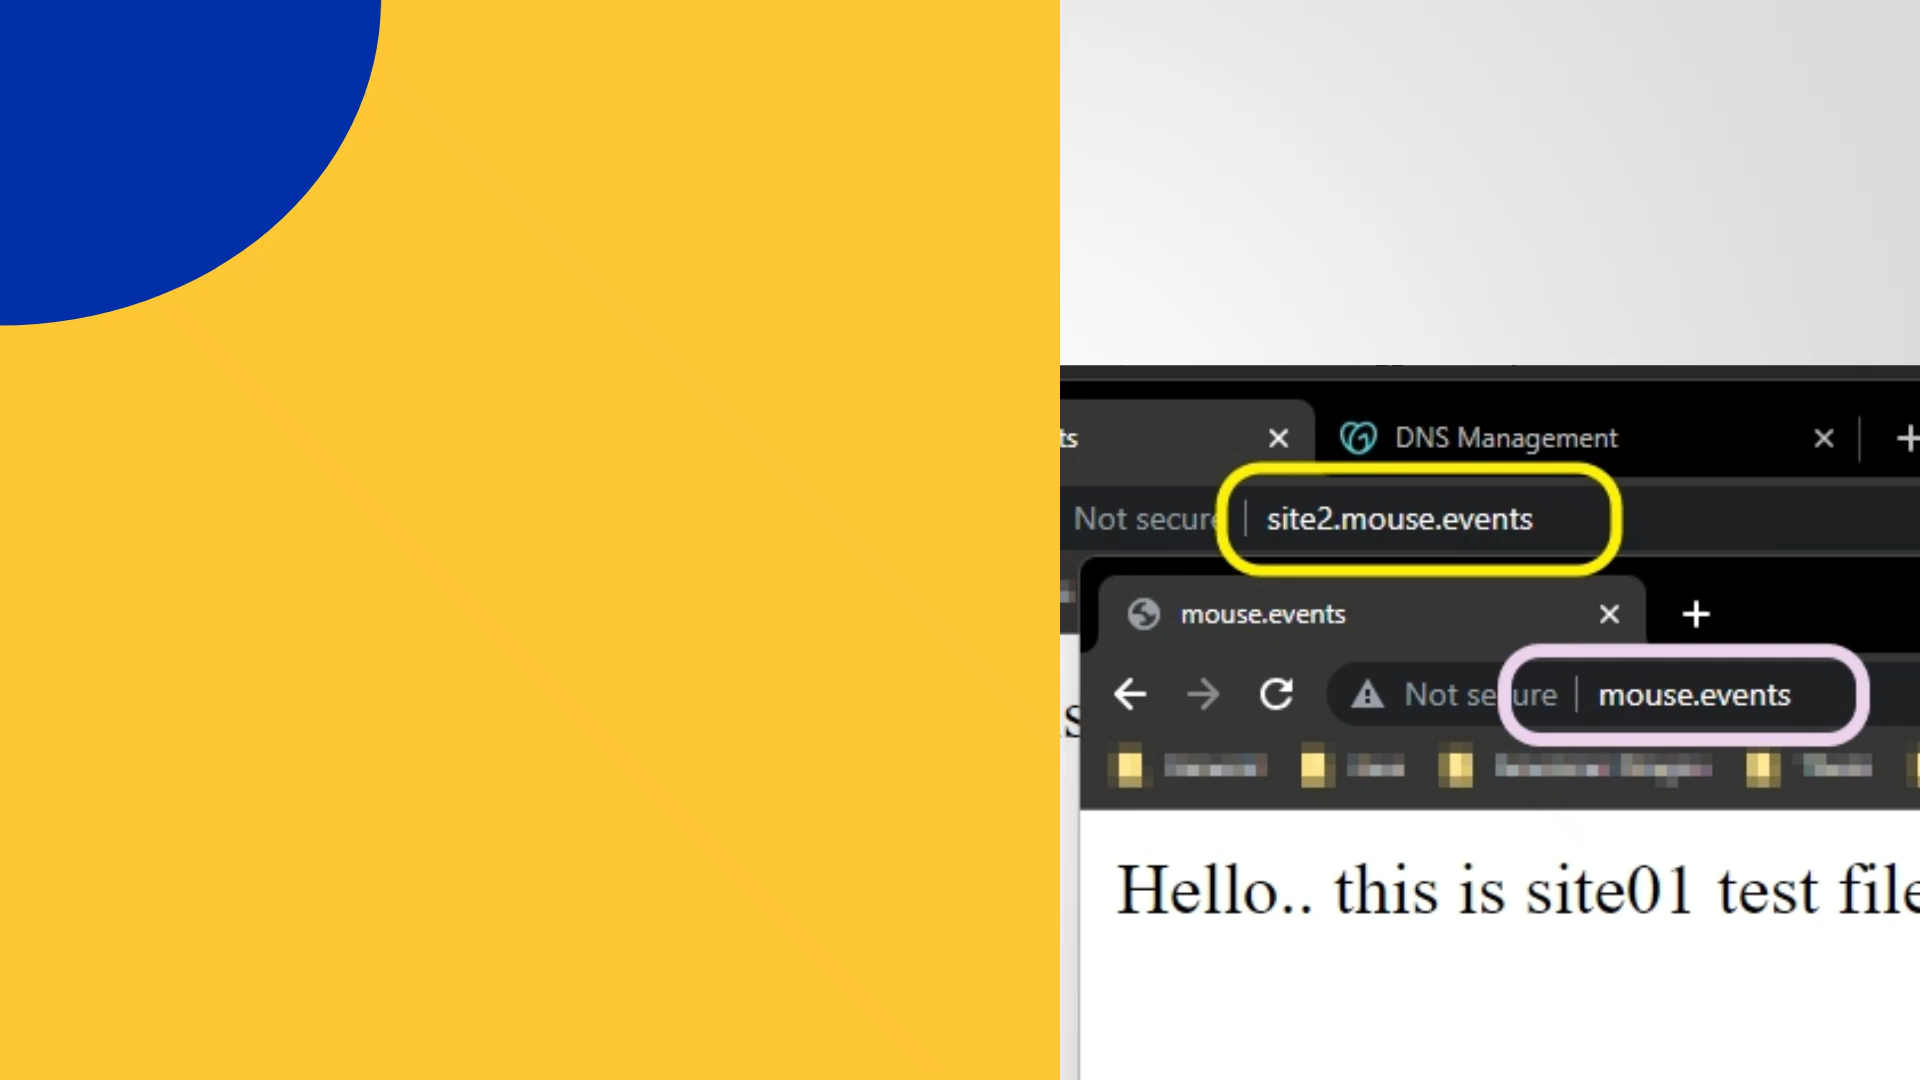 ts
DNS Management
Not secure
site2.mouse.events
mouse.events
Not secure
mouse.events
Hello.. this is site01 test file